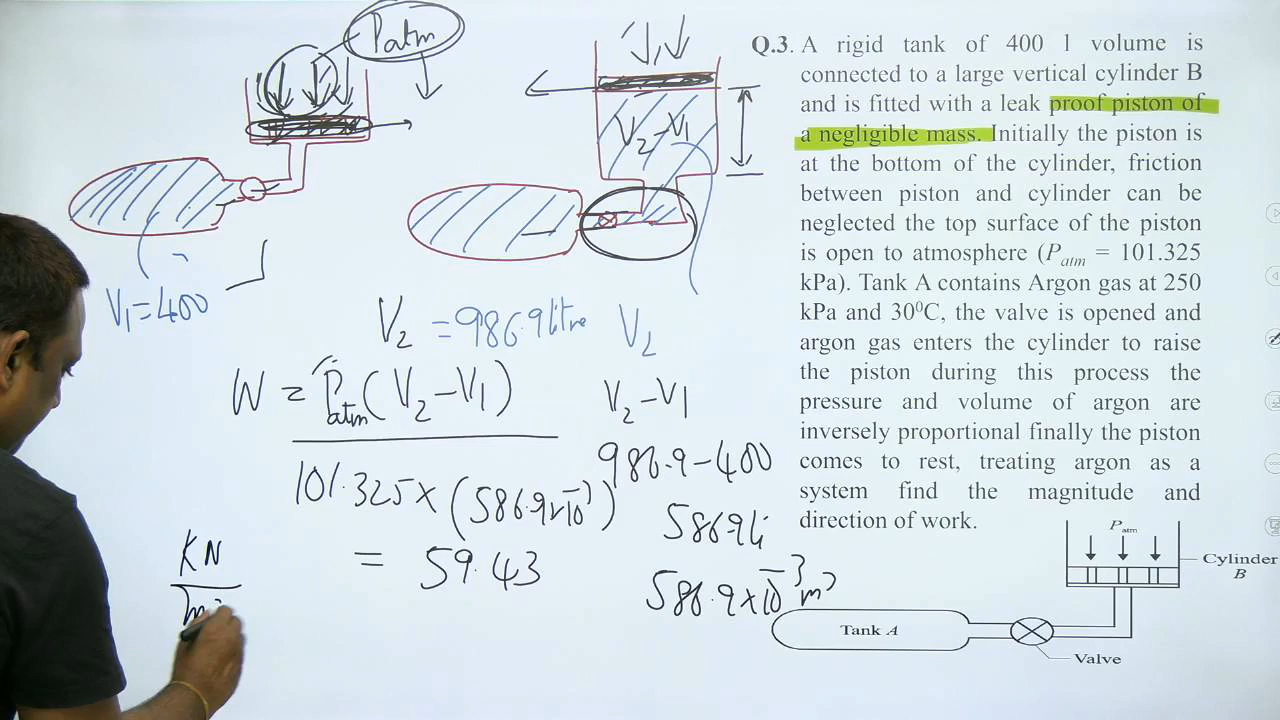 Patm
V₁=400
V₂-V₁
V₂ =986.9 litre V₂
W = Patm(V₂-V₁)
101.325×(586.9×10⁻³)
= 59.43
KN
V₂-V₁
986.9-400
586.9 li
586.9×10⁻³m³
Q.3. A rigid tank of 400 l volume is
connected to a large vertical cylinder B
and is fitted with a leak proof piston of
a negligible mass. Initially the piston is
at the bottom of the cylinder, friction
between piston and cylinder can be
neglected the top surface of the piston
is open to atmosphere (Patm = 101.325
kPa). Tank A contains Argon gas at 250
kPa and 30⁰C, the valve is opened and
argon gas enters the cylinder to raise
the piston during this process the
pressure and volume of argon are
inversely proportional finally the piston
comes to rest, treating argon as a
system find the magnitude and
direction of work.
Patm
Cylinder
B
Tank A
Valve